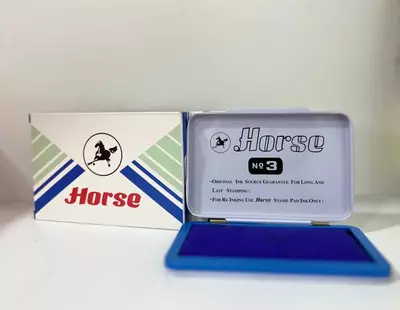 Horse
Horse
No 3
-ORIGINAL INK SOURCE GUARANTEE FOR LONG AND
LAST STAMPING!
-FOR RE-INKING USE Horse STAMP PAD INK ONLY!